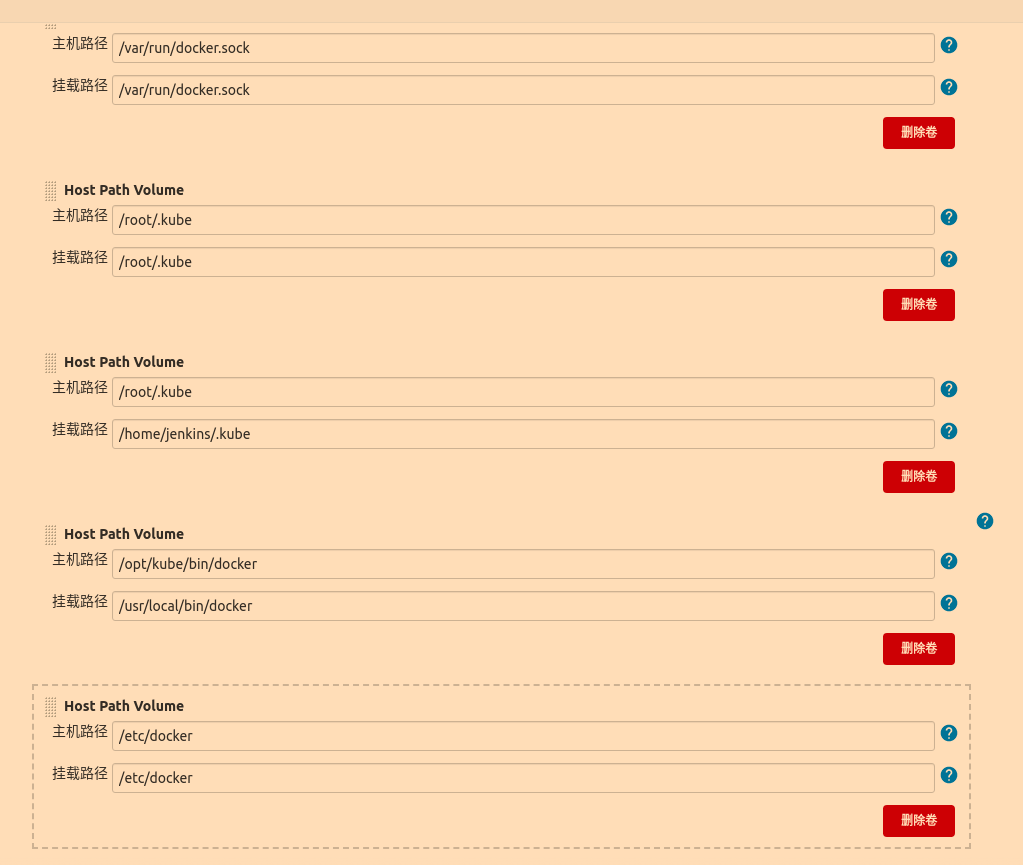 主机路径 /var/run/docker.sock ?
挂载路径 /var/run/docker.sock ?
删除卷
Host Path Volume
主机路径 /root/.kube ?
挂载路径 /root/.kube ?
删除卷
Host Path Volume
主机路径 /root/.kube ?
挂载路径 /home/jenkins/.kube ?
删除卷
?
Host Path Volume
主机路径 /opt/kube/bin/docker ?
挂载路径 /usr/local/bin/docker ?
删除卷
Host Path Volume
主机路径 /etc/docker ?
挂载路径 /etc/docker ?
删除卷